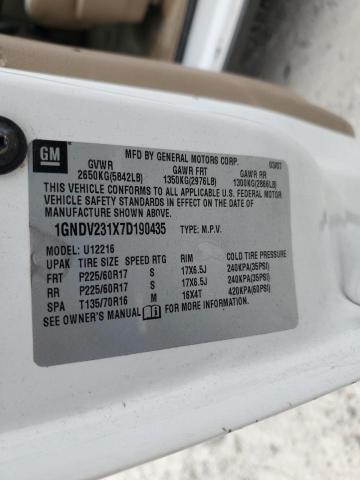 GM
MFD BY GENERAL MOTORS CORP. 03/07
GVWR GAWR FRT GAWR RR
2650KG(5842LB) 1350KG(2976LB) 1300KG(2866LB)
THIS VEHICLE CONFORMS TO ALL APPLICABLE U.S. FEDERAL MOTOR
VEHICLE SAFETY STANDARDS IN EFFECT ON THE DATE OF
MANUFACTURE SHOWN ABOVE.
1GNDV231X7D190435 TYPE: M.P.V.
MODEL: U12216
UPAK TIRE SIZE SPEED RTG RIM COLD TIRE PRESSURE
FRT P225/60R17 S 17X6.5J 240KPA(35PSI)
RR P225/60R17 S 17X6.5J 240KPA(35PSI)
SPA T135/70R16 M 16X4T 420KPA(60PSI)
SEE OWNER'S MANUAL FOR MORE INFORMATION.